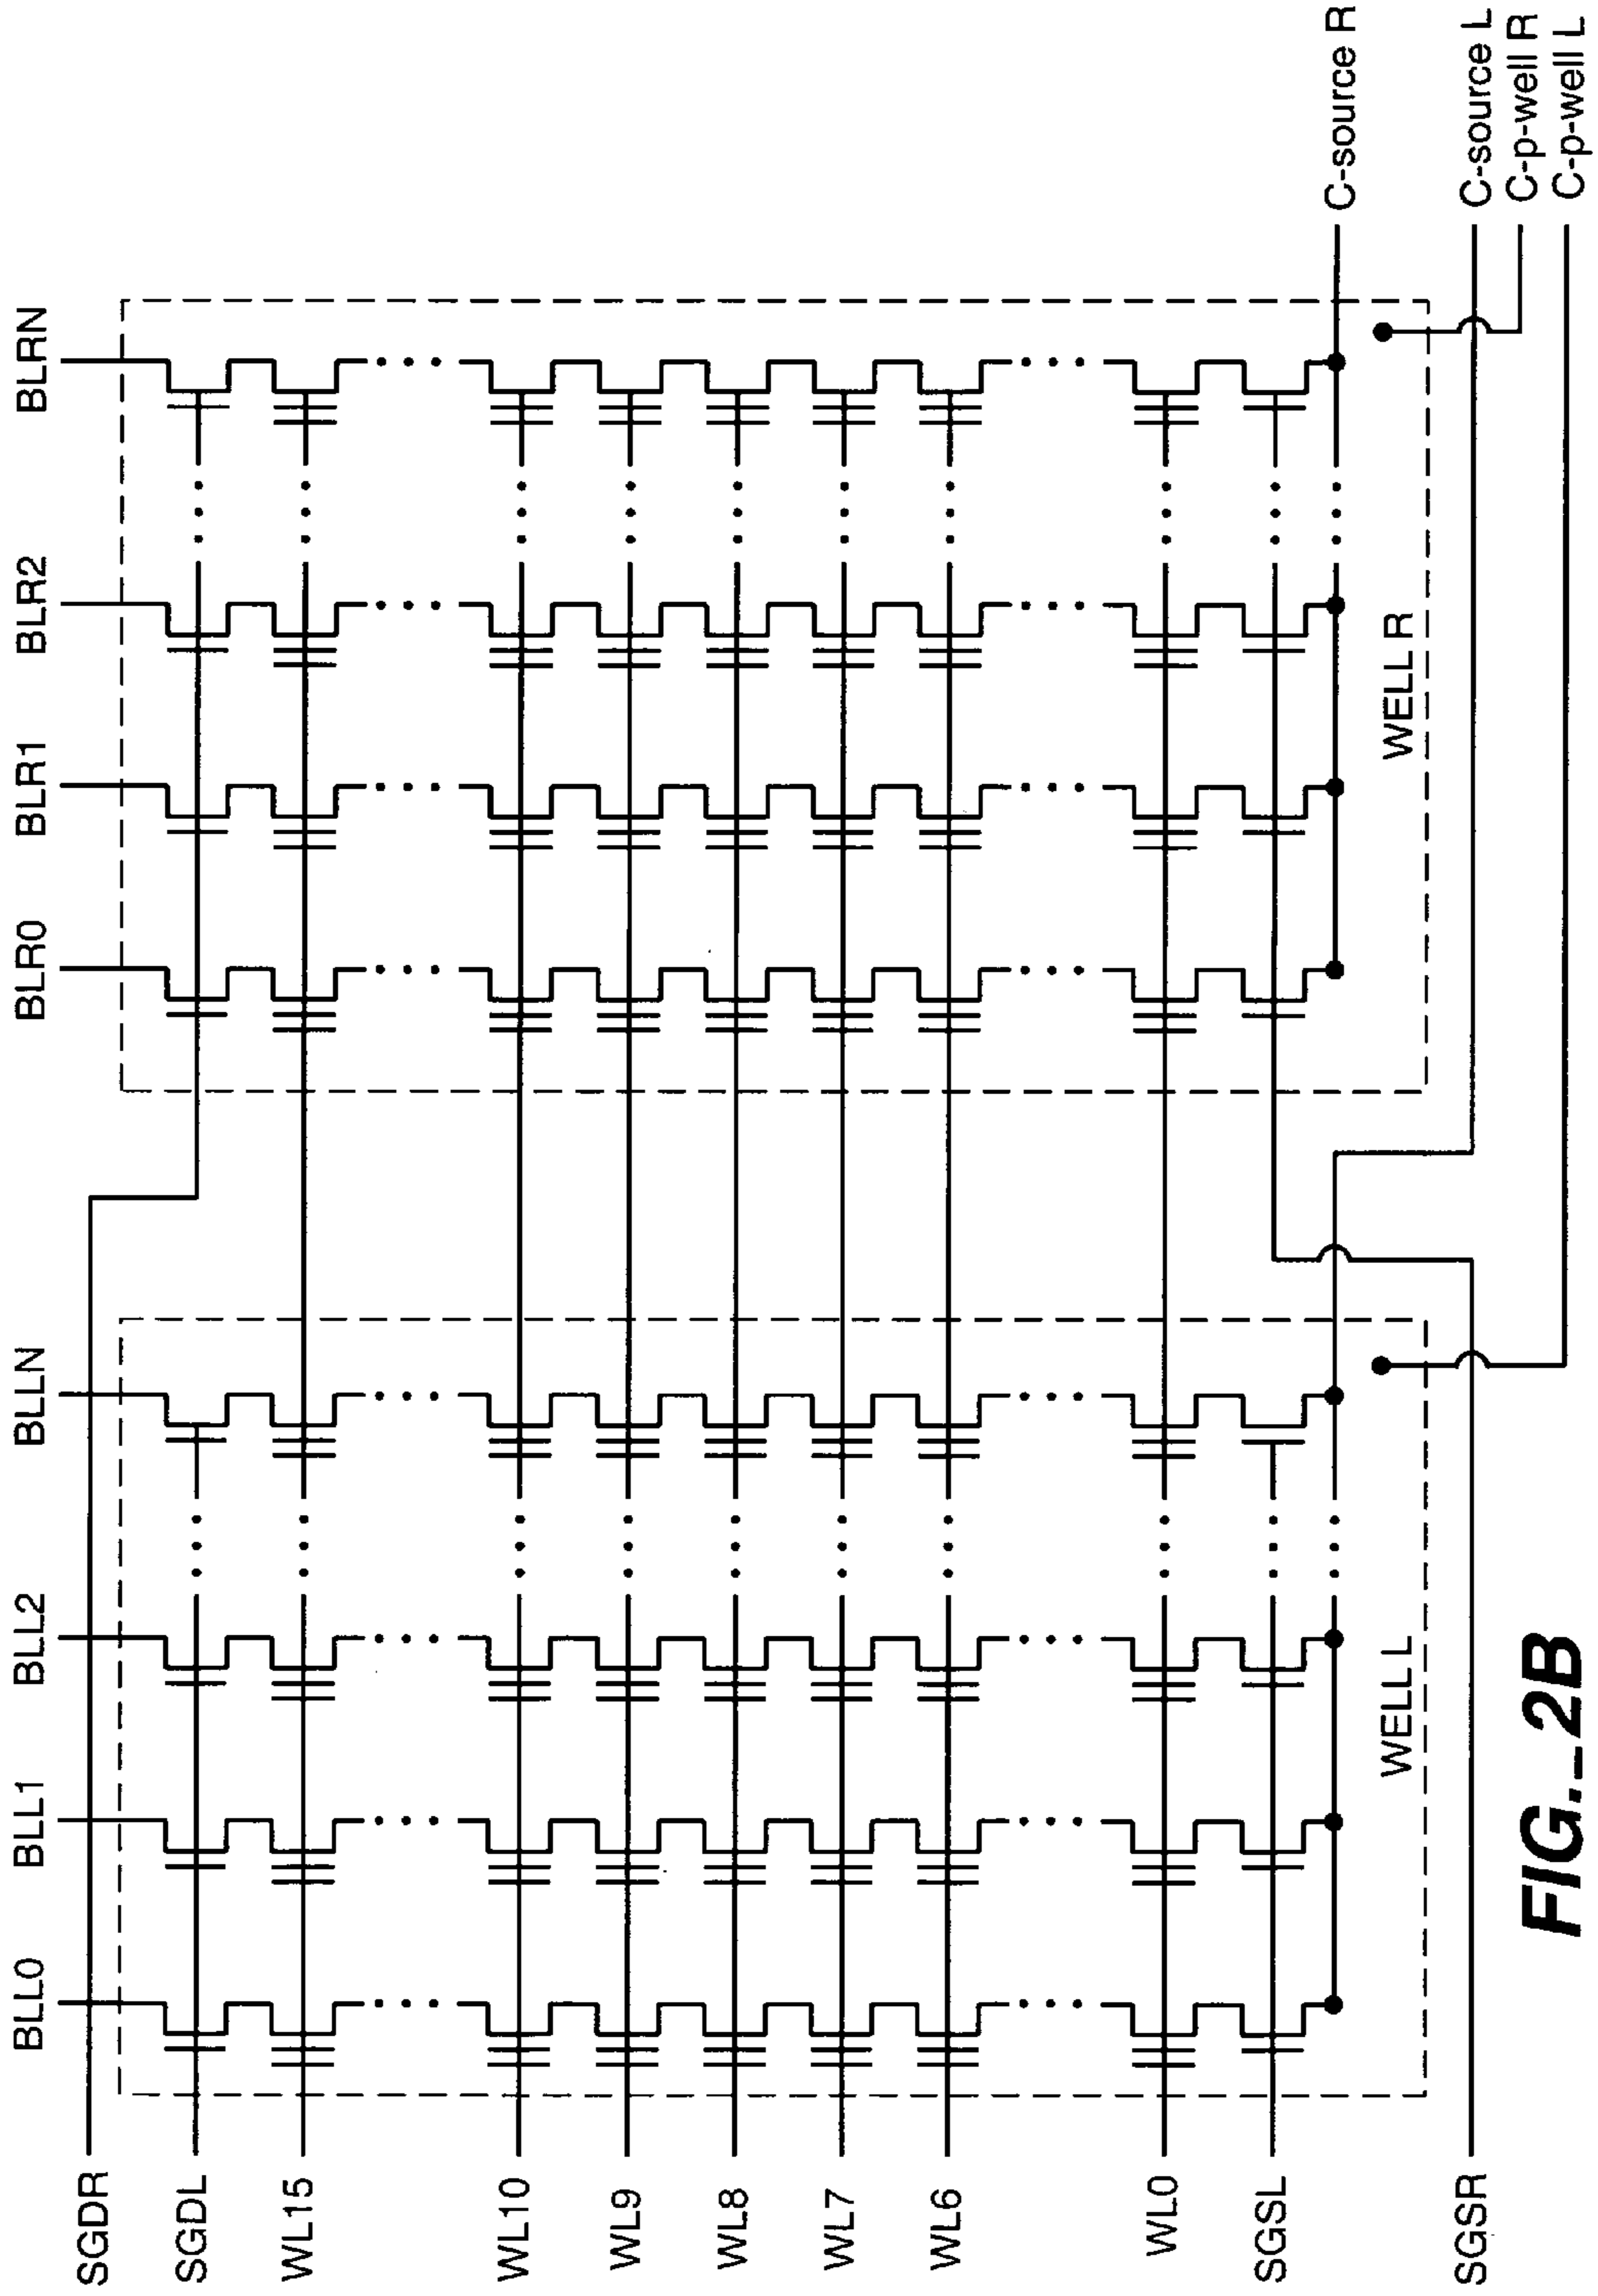 BLL0
BLL1
BLL2
BLLN
BLR0
BLR1
BLR2
BLRN
SGDR
SGDL
WL15
WL10
WL9
WL8
WL7
WL6
WL0
SGSL
SGSR
WELL L
WELL R
C-source R
C-source L
C-p-well R
C-p-well L
FIG._2B